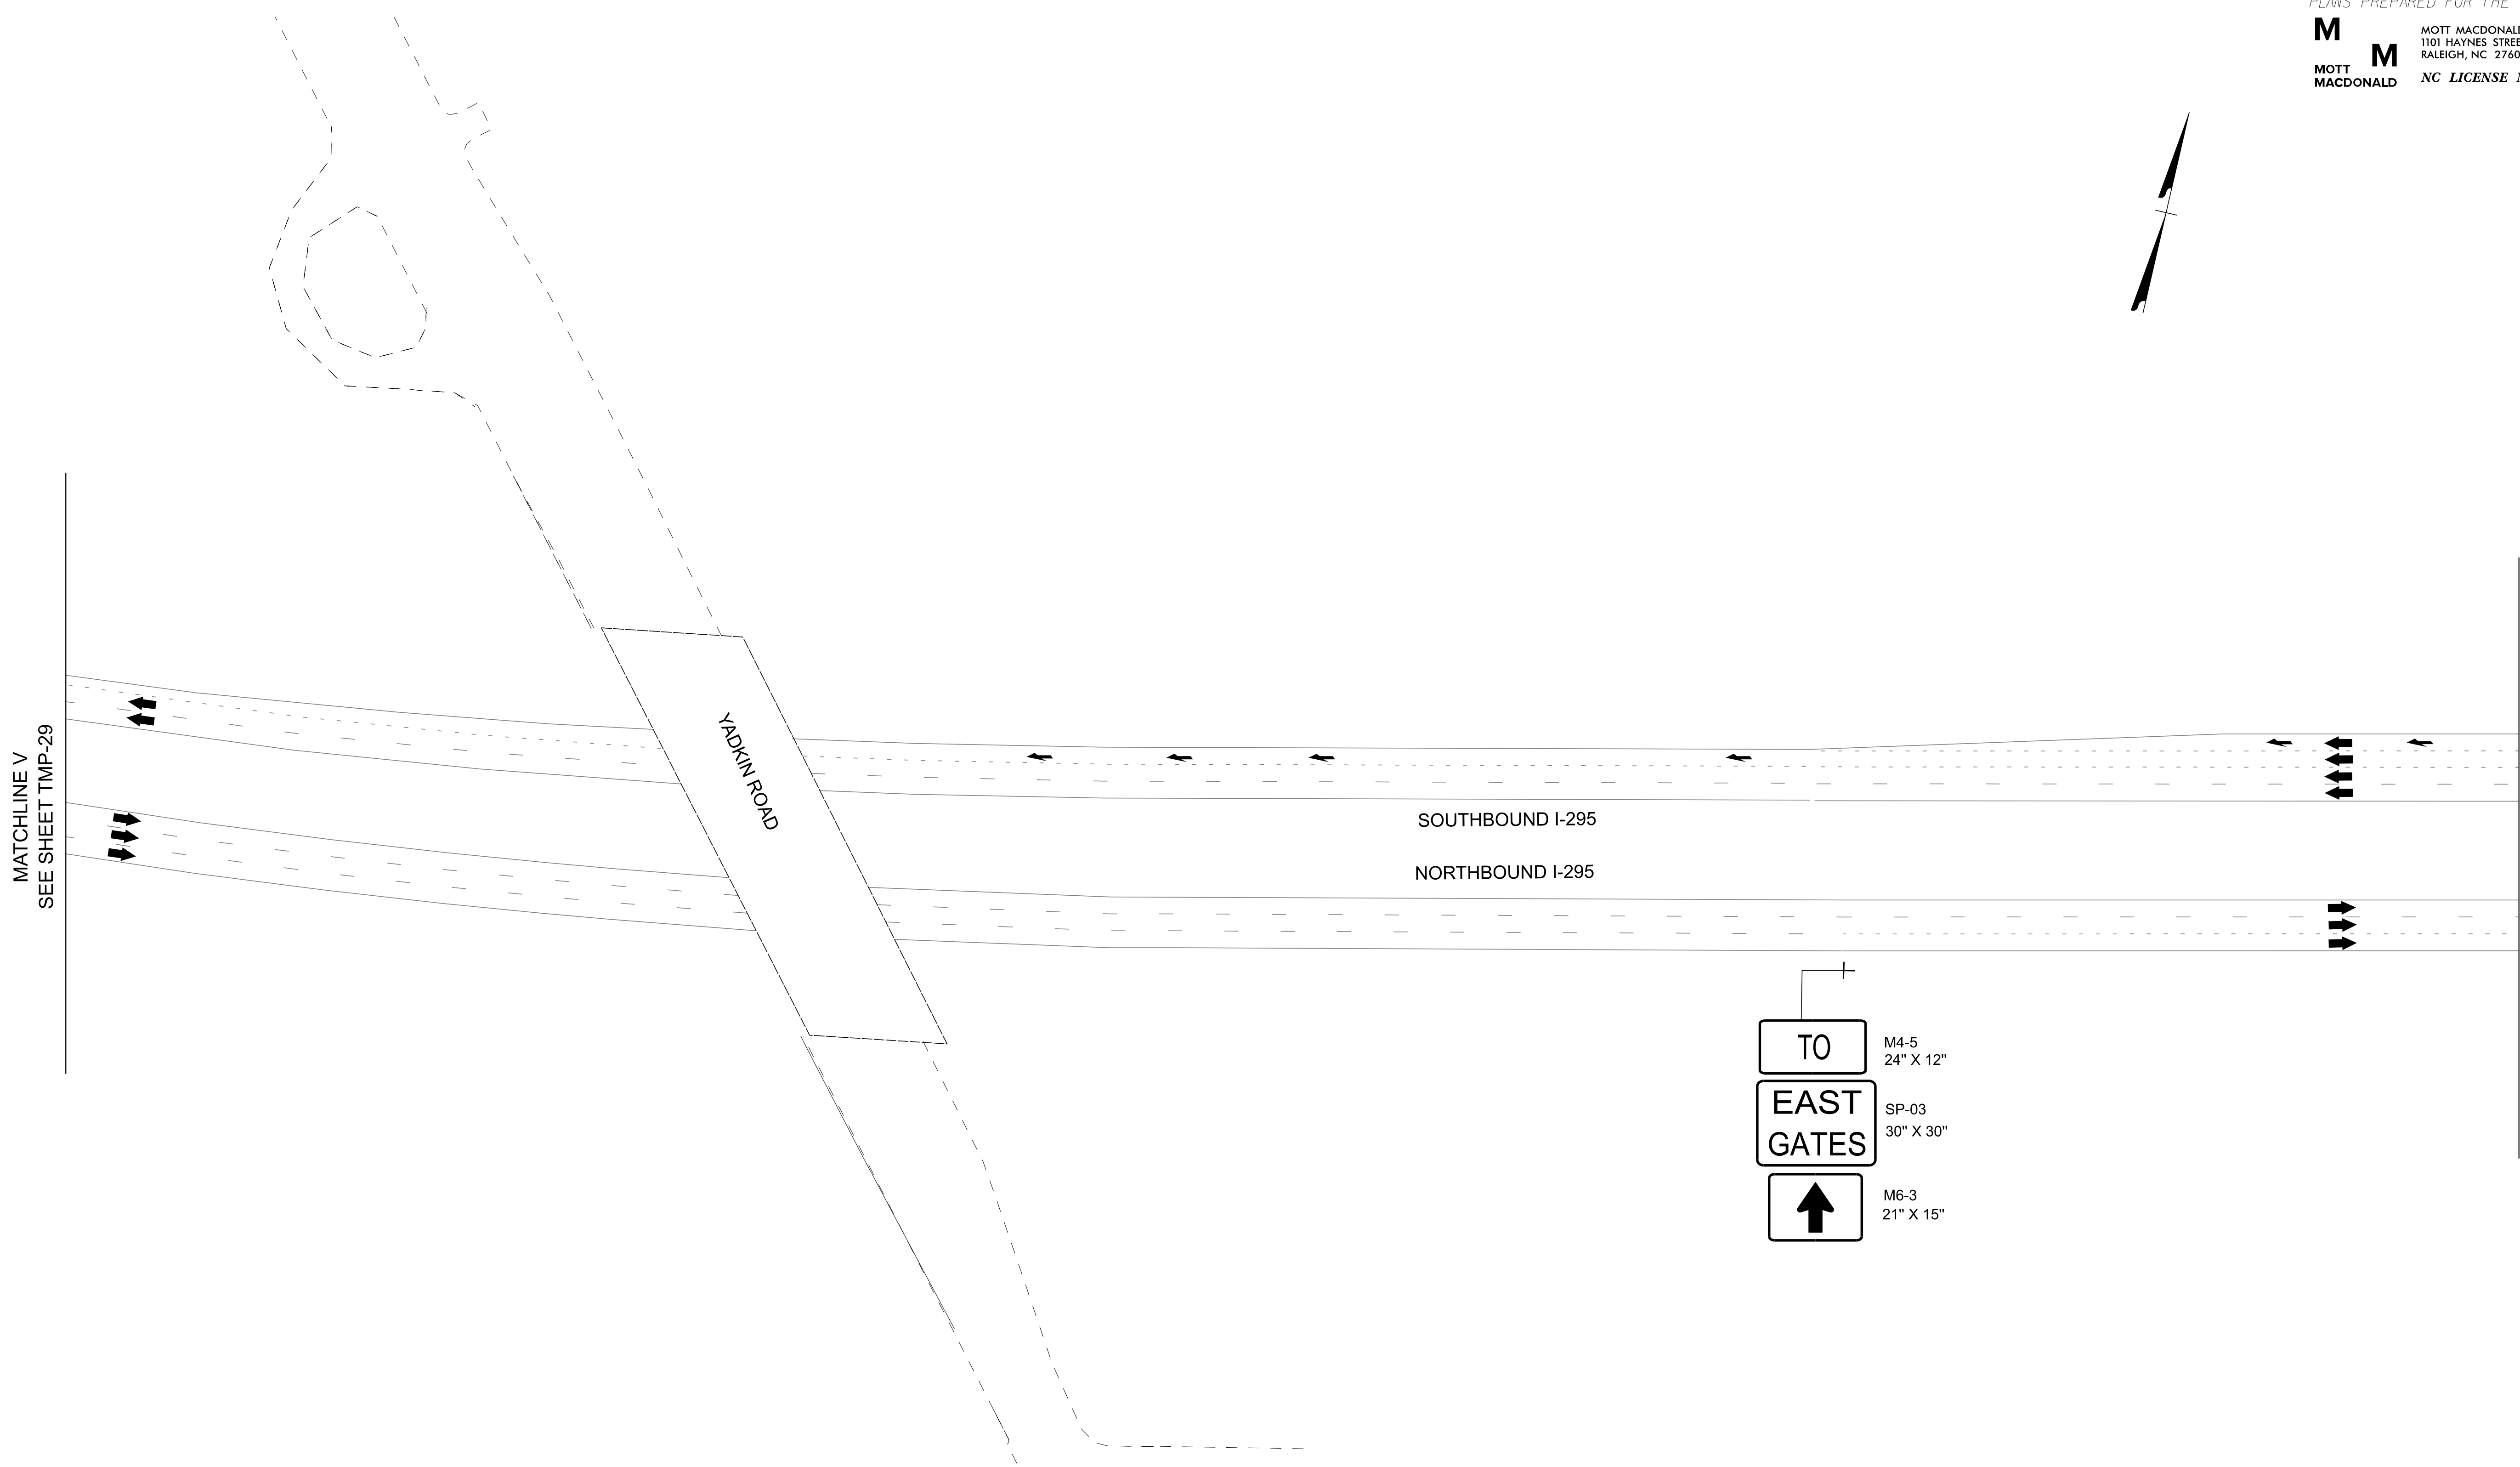 PLANS PREPARED FOR THE
M
M
MOTT
MACDONALD
MOTT MACDONALD
1101 HAYNES STREE
RALEIGH, NC 2760
NC LICENSE
MATCHLINE V
SEE SHEET TMP-29
YADKIN ROAD
SOUTHBOUND I-295
NORTHBOUND I-295
TO
M4-5
24" X 12"
EAST
GATES
SP-03
30" X 30"
M6-3
21" X 15"